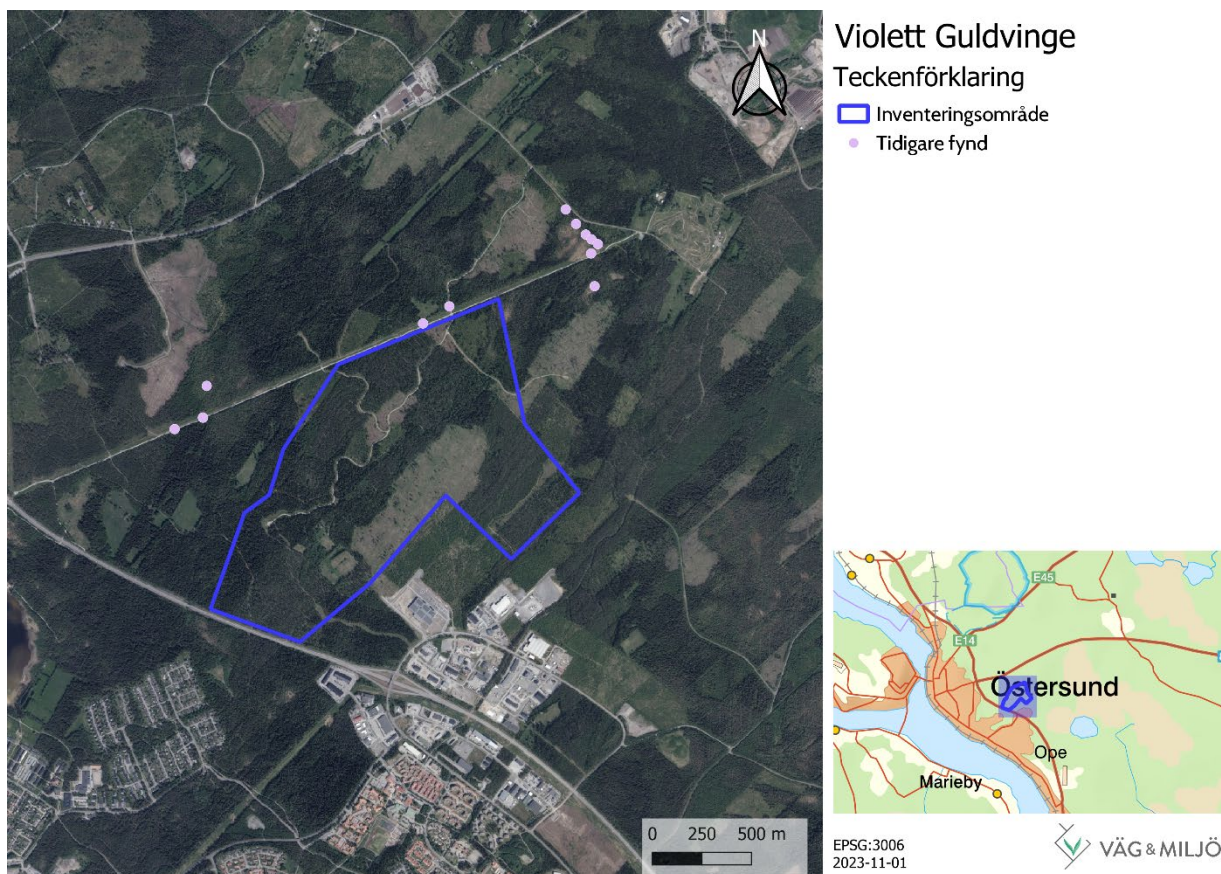 N
Violett Guldvinge
Teckenförklaring
Inventeringsområde
Tidigare fynd
0 250 500 m
E45
E14
Östersund
Ope
Marieby
EPSG:3006
2023-11-01
VÄG & MILJÖ